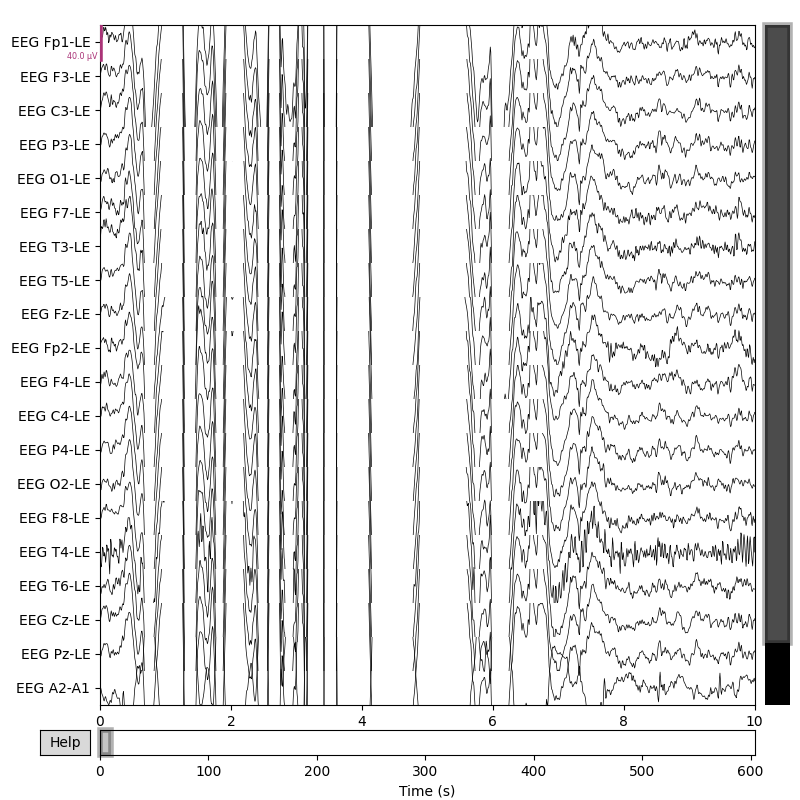 EEG Fp1-LE
40.0 µV
EEG F3-LE
EEG C3-LE
EEG P3-LE
EEG O1-LE
EEG F7-LE
EEG T3-LE
EEG T5-LE
EEG Fz-LE
EEG Fp2-LE
EEG F4-LE
EEG C4-LE
EEG P4-LE
EEG O2-LE
EEG F8-LE
EEG T4-LE
EEG T6-LE
EEG Cz-LE
EEG Pz-LE
EEG A2-A1
0 2 4 6 8 10
Help
0 100 200 300 400 500 600
Time (s)